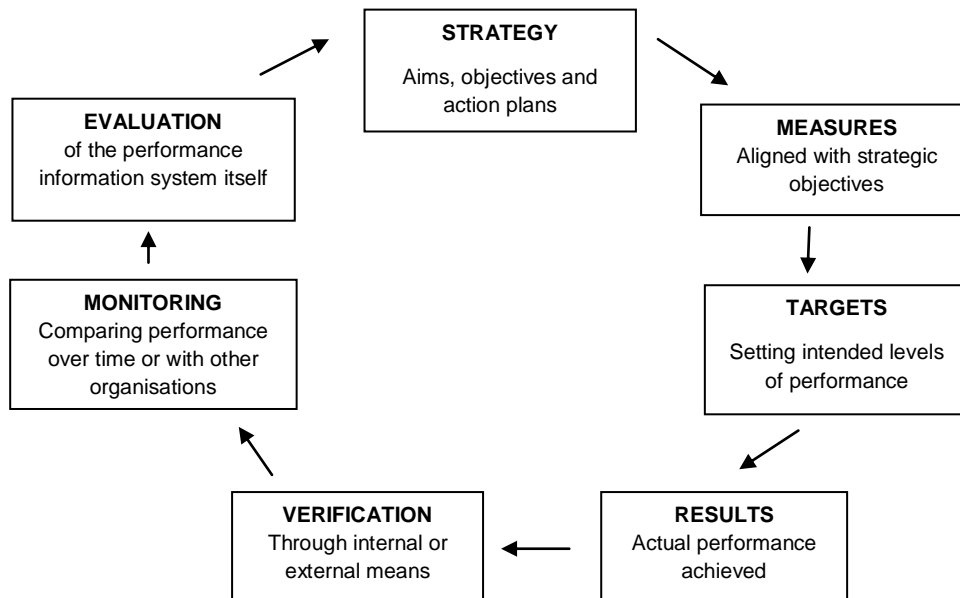 STRATEGY
Aims, objectives and
action plans
MEASURES
Aligned with strategic
objectives
TARGETS
Setting intended levels
of performance
RESULTS
Actual performance
achieved
VERIFICATION
Through internal or
external means
MONITORING
Comparing performance
over time or with other
organisations
EVALUATION
of the performance
information system itself